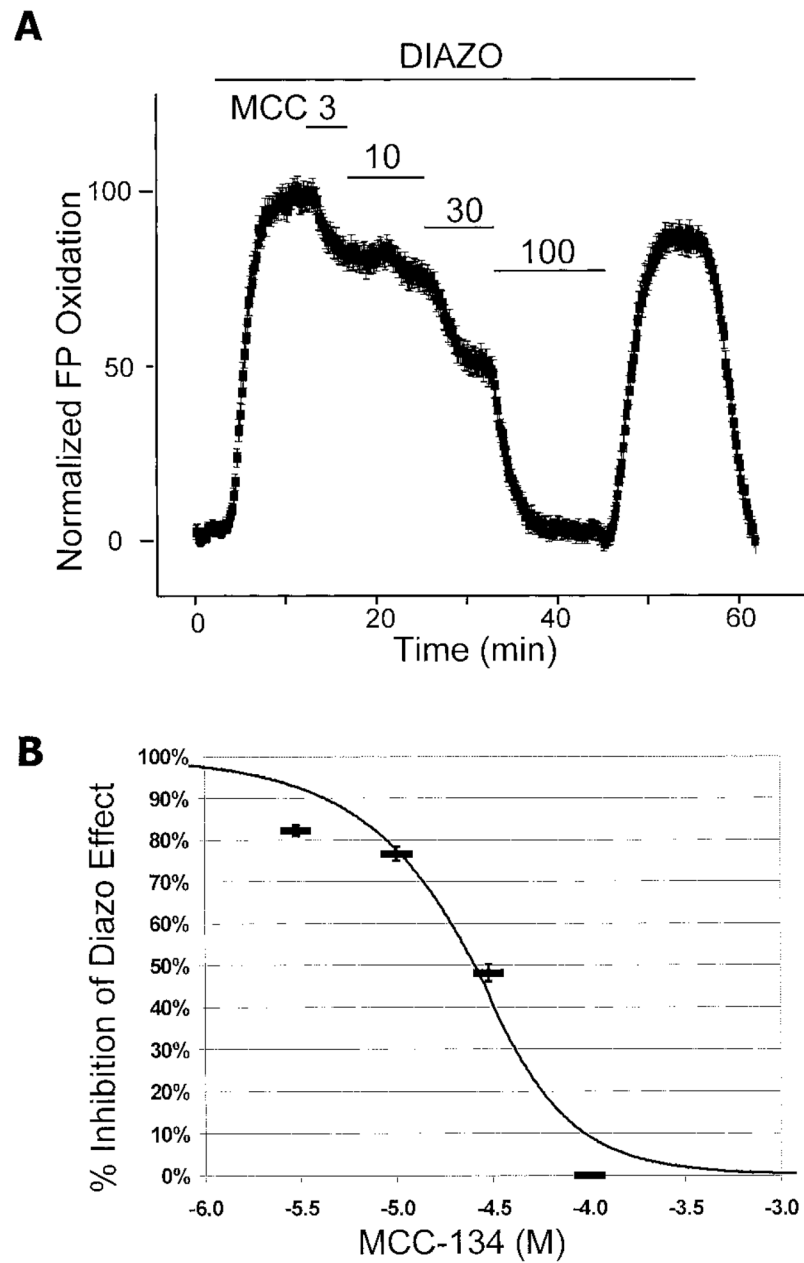 A
DIAZO
MCC 3
10
30
100
100
50
0
Normalized FP Oxidation
0 20 40 60
Time (min)
B
100%
90%
80%
70%
60%
50%
40%
30%
20%
10%
0%
% Inhibition of Diazo Effect
-6.0 -5.5 -5.0 -4.5 -4.0 -3.5 -3.0
MCC-134 (M)